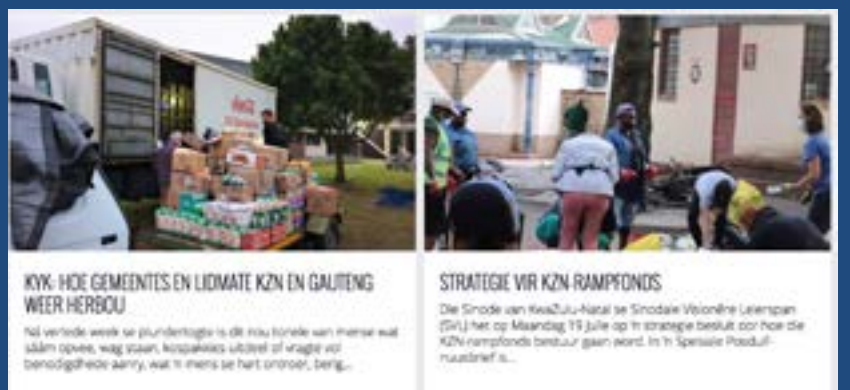 KYK: HOE GEMEENTES EN LIDMATE KZN EN GAUTENG
WEER HERBOU
Ná verlede week se plundertogte is dit nou tonele van mense wat
sáám opvee, wag staan, kospakkies uitdeel of vragte vol
benodigdhede aanry, wat 'n mens se hart ontroer, berig...
STRATEGIE VIR KZN-RAMPFONDS
Die Sinode van KwaZulu-Natal se Sinodale Visionêre Leierspan
(SVL) het op Maandag 19 Julie op 'n strategie besluit oor hoe die
KZN-rampfonds bestuur gaan word. In 'n Spesiale Posduif-
nuusbrief is...